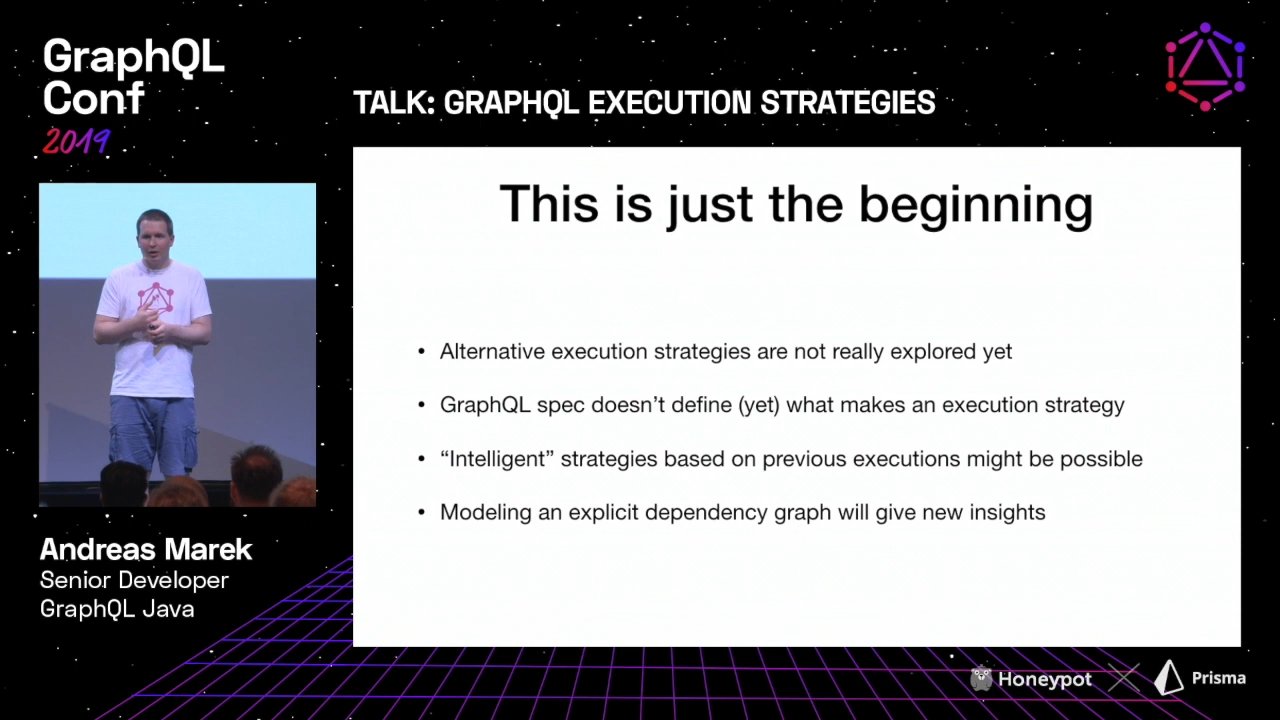 GraphQL
Conf
2019
TALK: GRAPHQL EXECUTION STRATEGIES
This is just the beginning
• Alternative execution strategies are not really explored yet
• GraphQL spec doesn’t define (yet) what makes an execution strategy
• “Intelligent” strategies based on previous executions might be possible
• Modeling an explicit dependency graph will give new insights
Andreas Marek
Senior Developer
GraphQL Java
Honeypot
Prisma